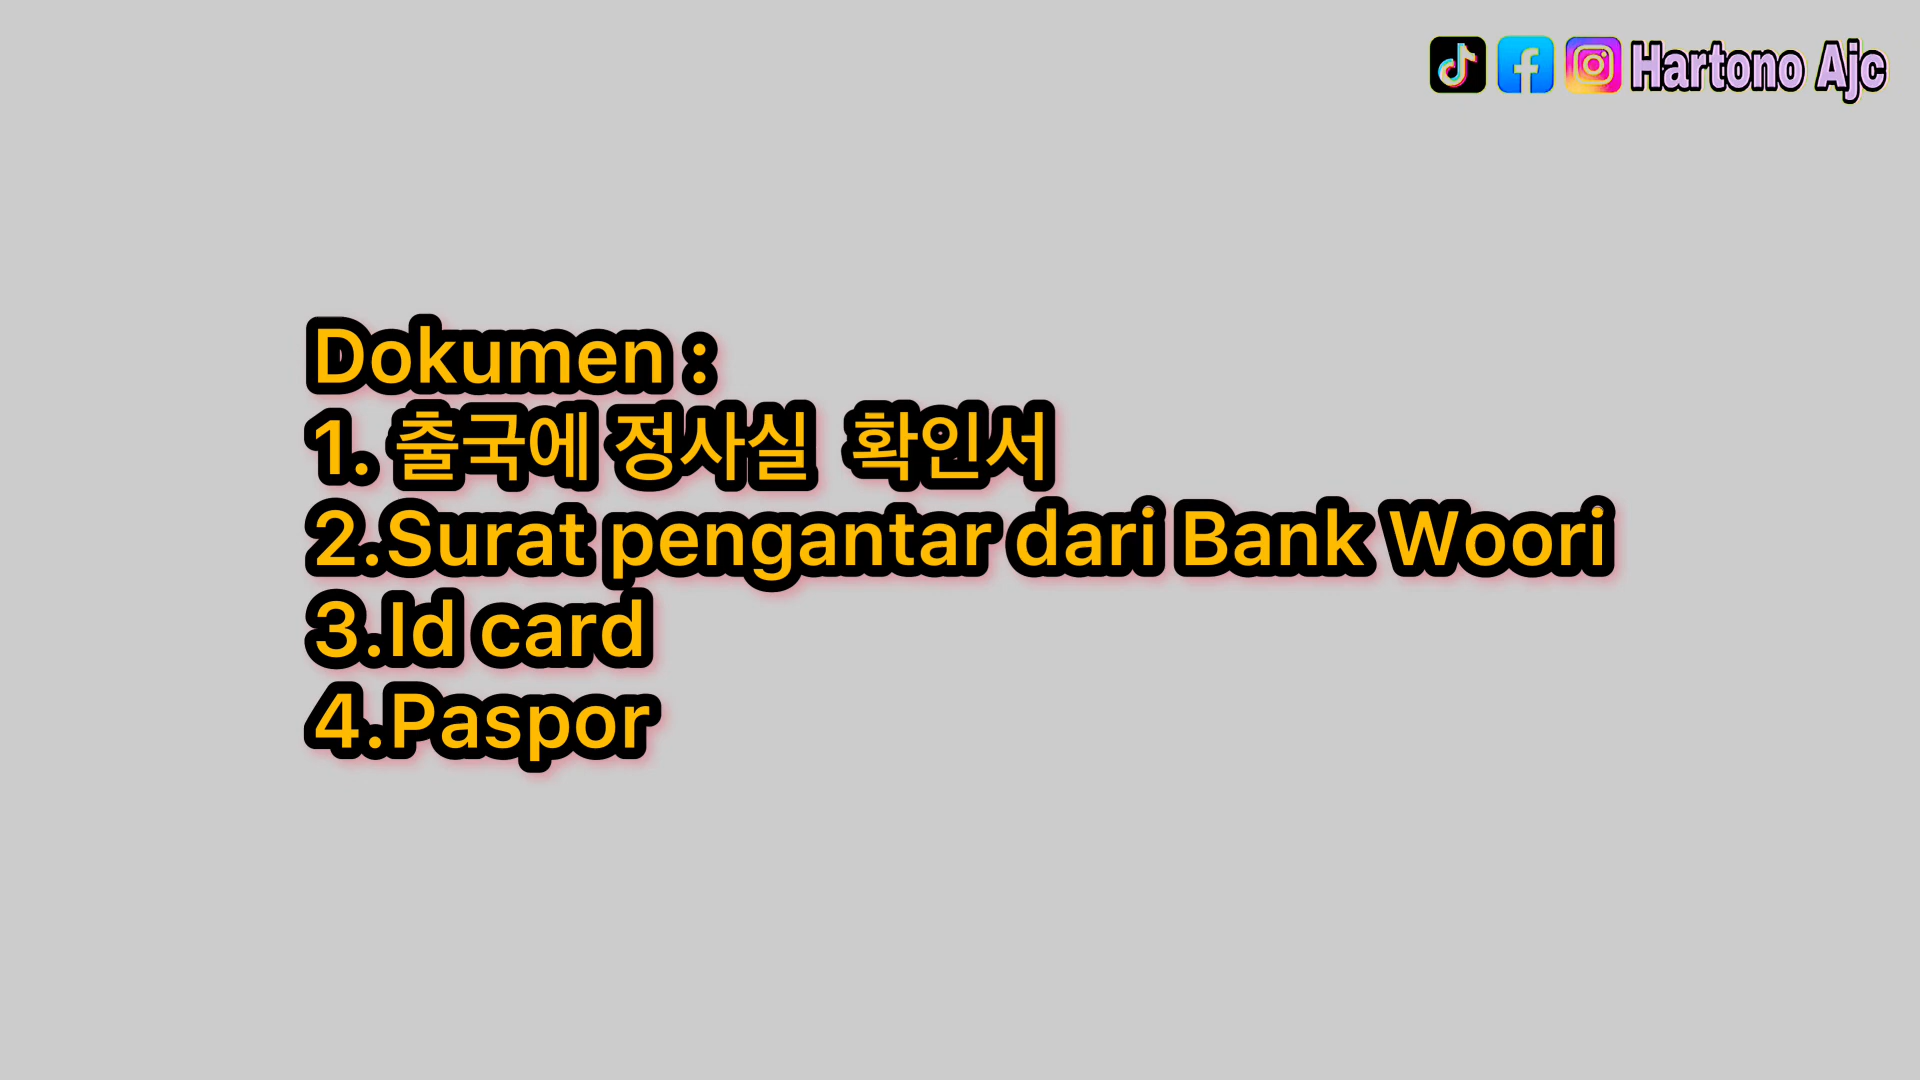 Hartono Ajc
Dokumen :
1. 출국에 정사실 확인서
2.Surat pengantar dari Bank Woori
3.Id card
4.Paspor